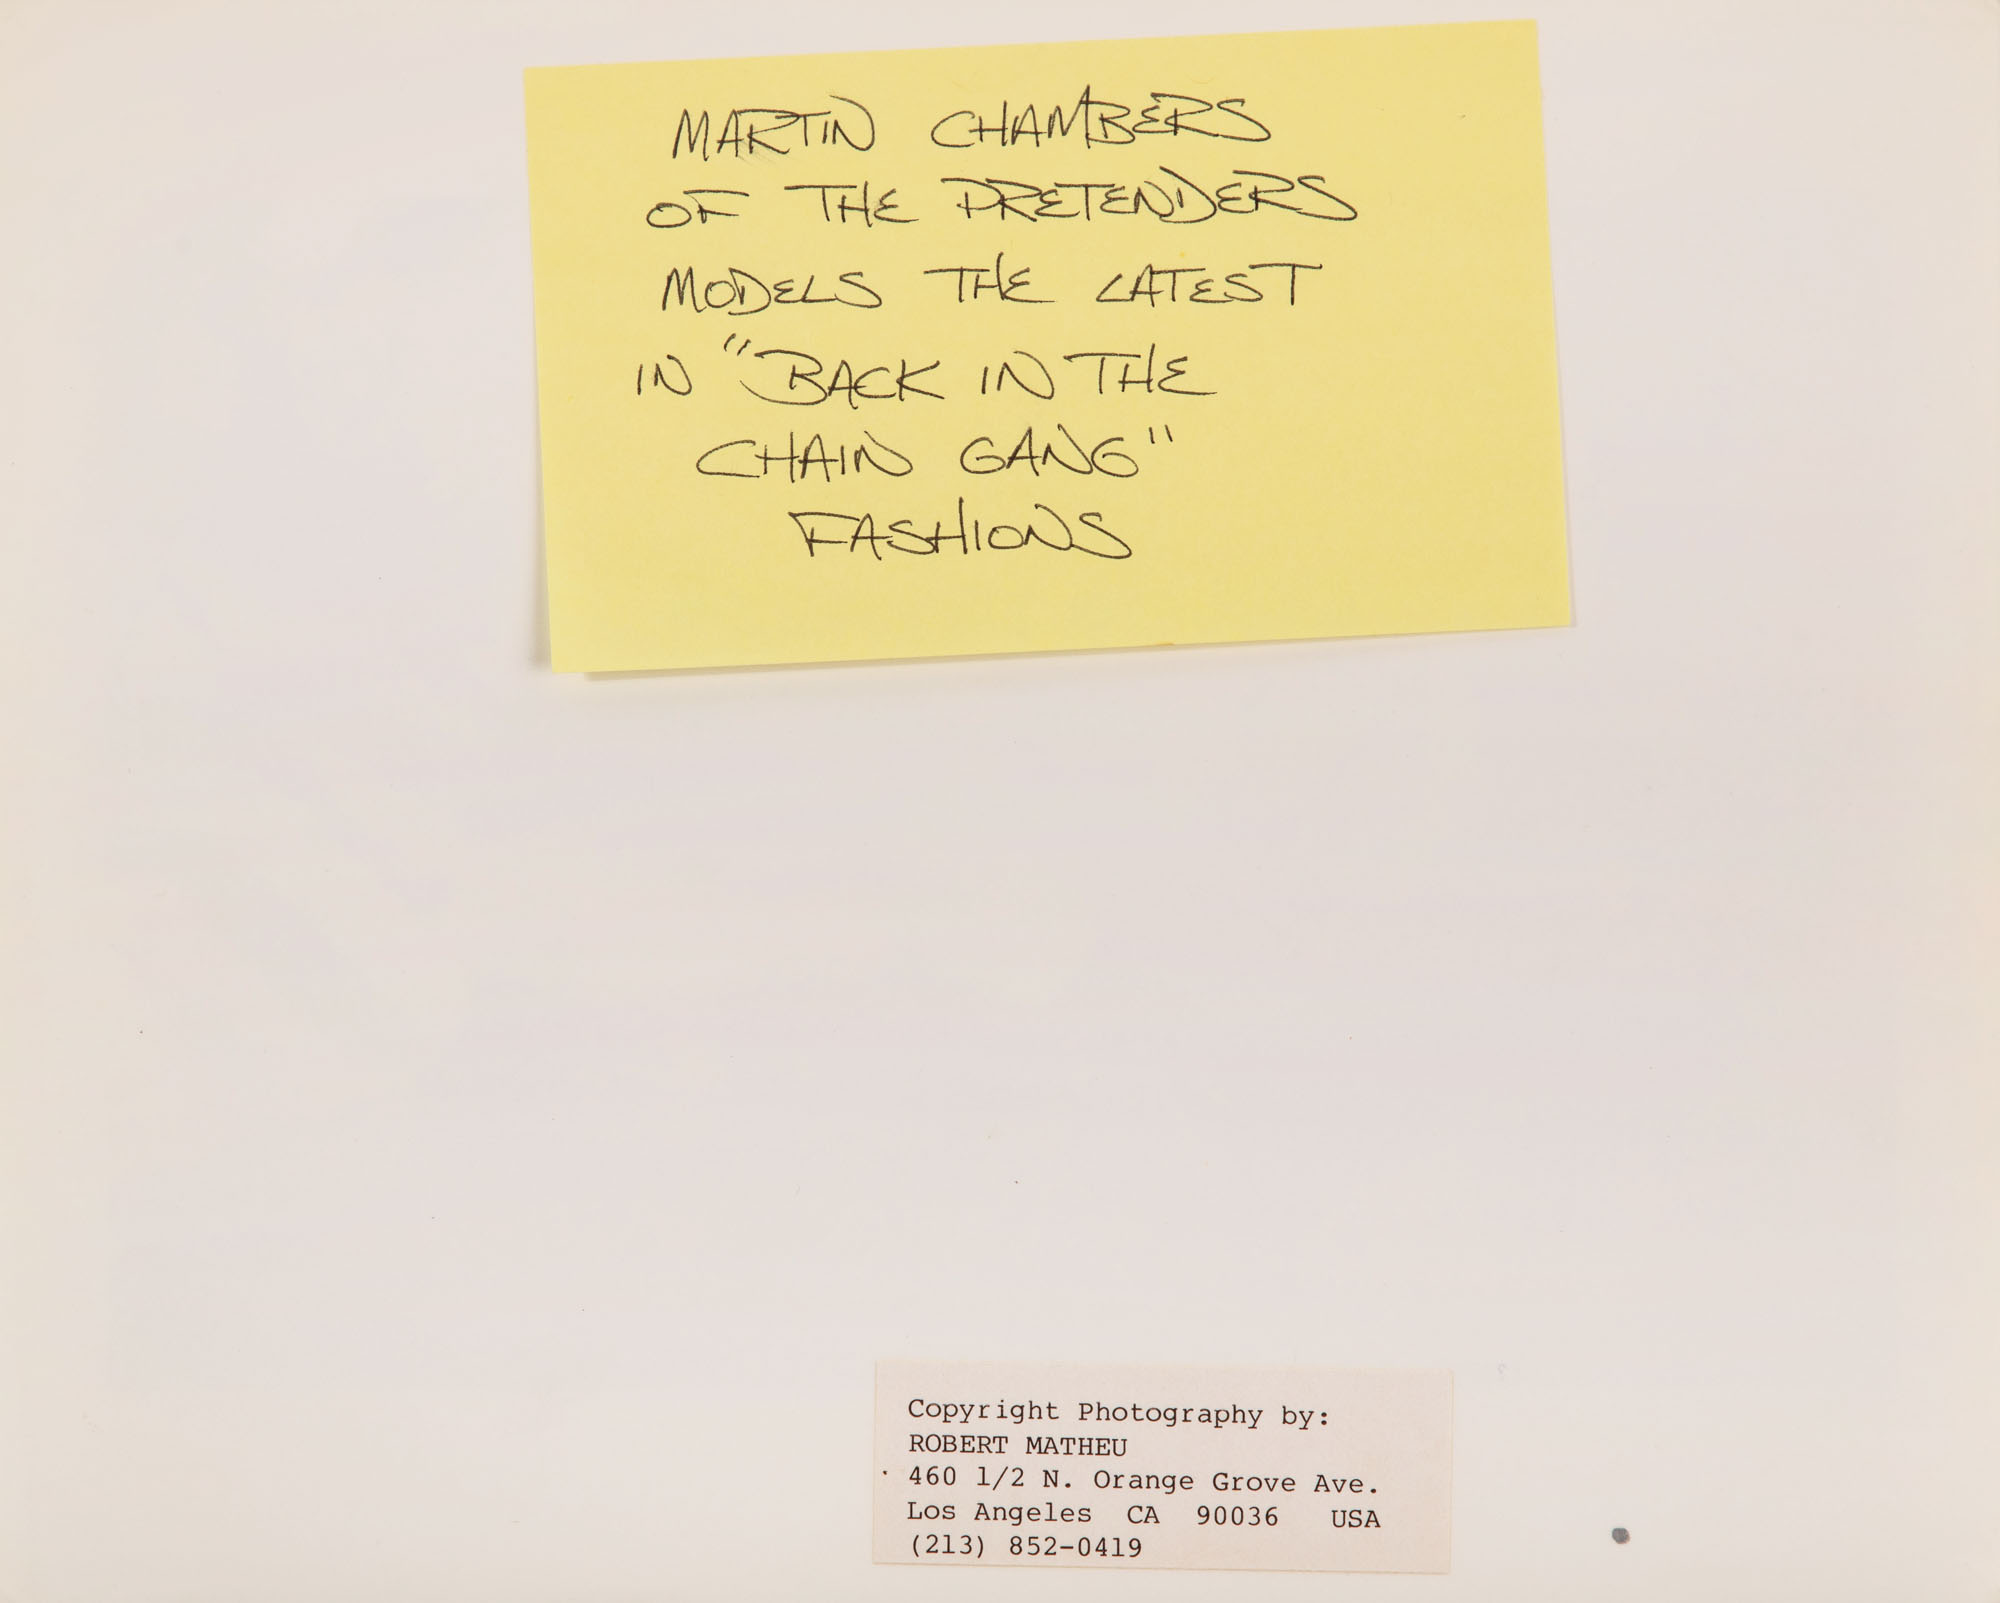 MARTIN CHAMBERS
OF THE PRETENDERS
MODELS THE LATEST
IN "BACK IN THE
CHAIN GANG"
FASHIONS
Copyright Photography by:
ROBERT MATHEU
460 1/2 N. Orange Grove Ave.
Los Angeles CA 90036 USA
(213) 852-0419